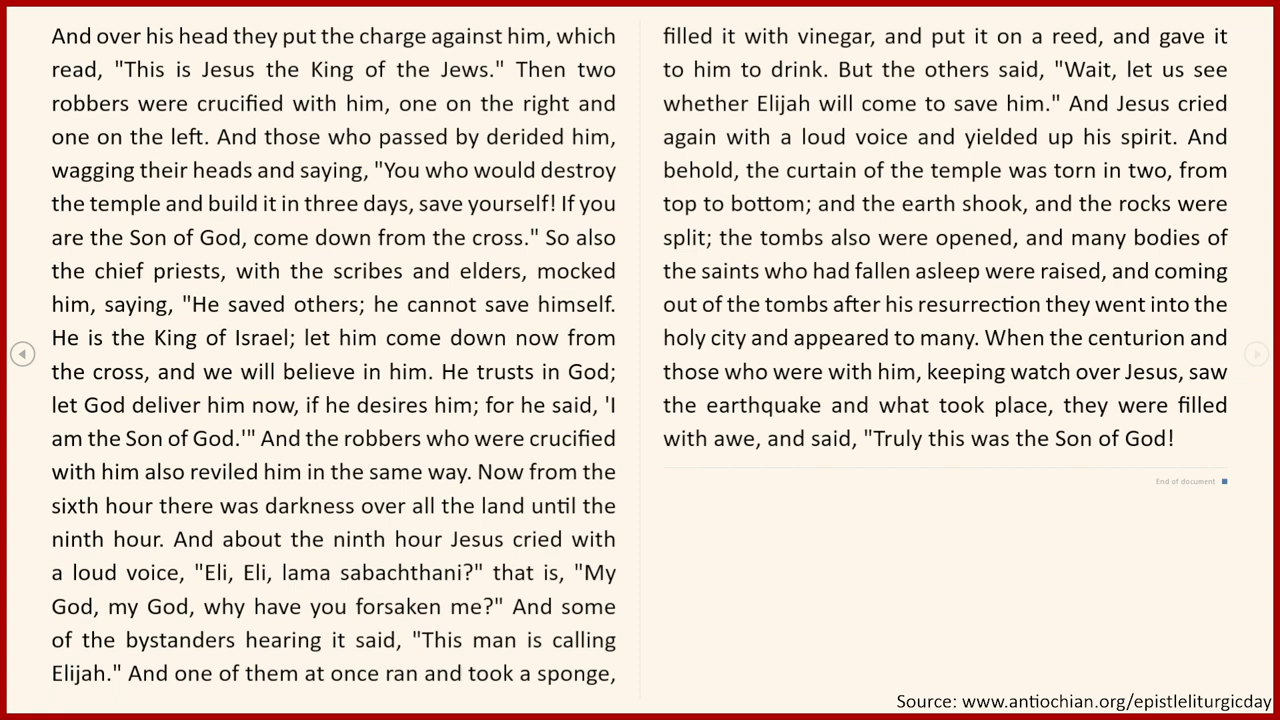 And over his head they put the charge against him, which
read, "This is Jesus the King of the Jews." Then two
robbers were crucified with him, one on the right and
one on the left. And those who passed by derided him,
wagging their heads and saying, "You who would destroy
the temple and build it in three days, save yourself! If you
are the Son of God, come down from the cross." So also
the chief priests, with the scribes and elders, mocked
him, saying, "He saved others; he cannot save himself.
He is the King of Israel; let him come down now from
the cross, and we will believe in him. He trusts in God;
let God deliver him now, if he desires him; for he said, 'I
am the Son of God.'" And the robbers who were crucified
with him also reviled him in the same way. Now from the
sixth hour there was darkness over all the land until the
ninth hour. And about the ninth hour Jesus cried with
a loud voice, "Eli, Eli, lama sabachthani?" that is, "My
God, my God, why have you forsaken me?" And some
of the bystanders hearing it said, "This man is calling
Elijah." And one of them at once ran and took a sponge,
filled it with vinegar, and put it on a reed, and gave it
to him to drink. But the others said, "Wait, let us see
whether Elijah will come to save him." And Jesus cried
again with a loud voice and yielded up his spirit. And
behold, the curtain of the temple was torn in two, from
top to bottom; and the earth shook, and the rocks were
split; the tombs also were opened, and many bodies of
the saints who had fallen asleep were raised, and coming
out of the tombs after his resurrection they went into the
holy city and appeared to many. When the centurion and
those who were with him, keeping watch over Jesus, saw
the earthquake and what took place, they were filled
with awe, and said, "Truly this was the Son of God!
End of document
Source: www.antiochian.org/epistleliturgicday